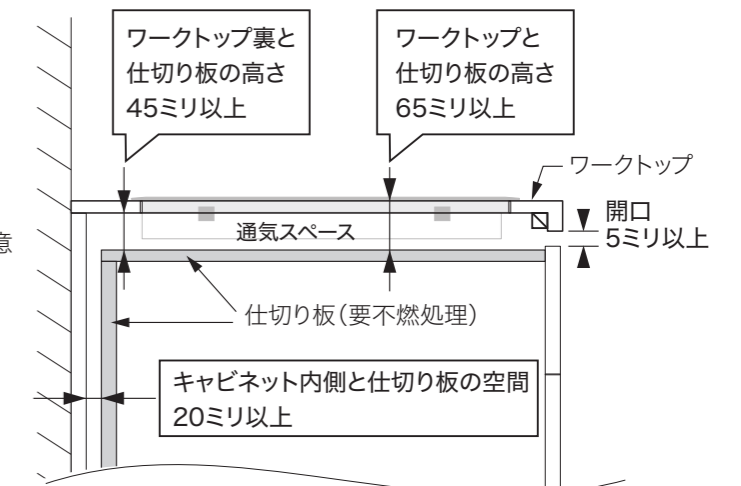 ワークトップ裏と
仕切り板の高さ
45ミリ以上
ワークトップと
仕切り板の高さ
65ミリ以上
ワークトップ
開口
5ミリ以上
通気スペース
意
仕切り板(要不燃処理)
キャビネット内側と仕切り板の空間
20ミリ以上